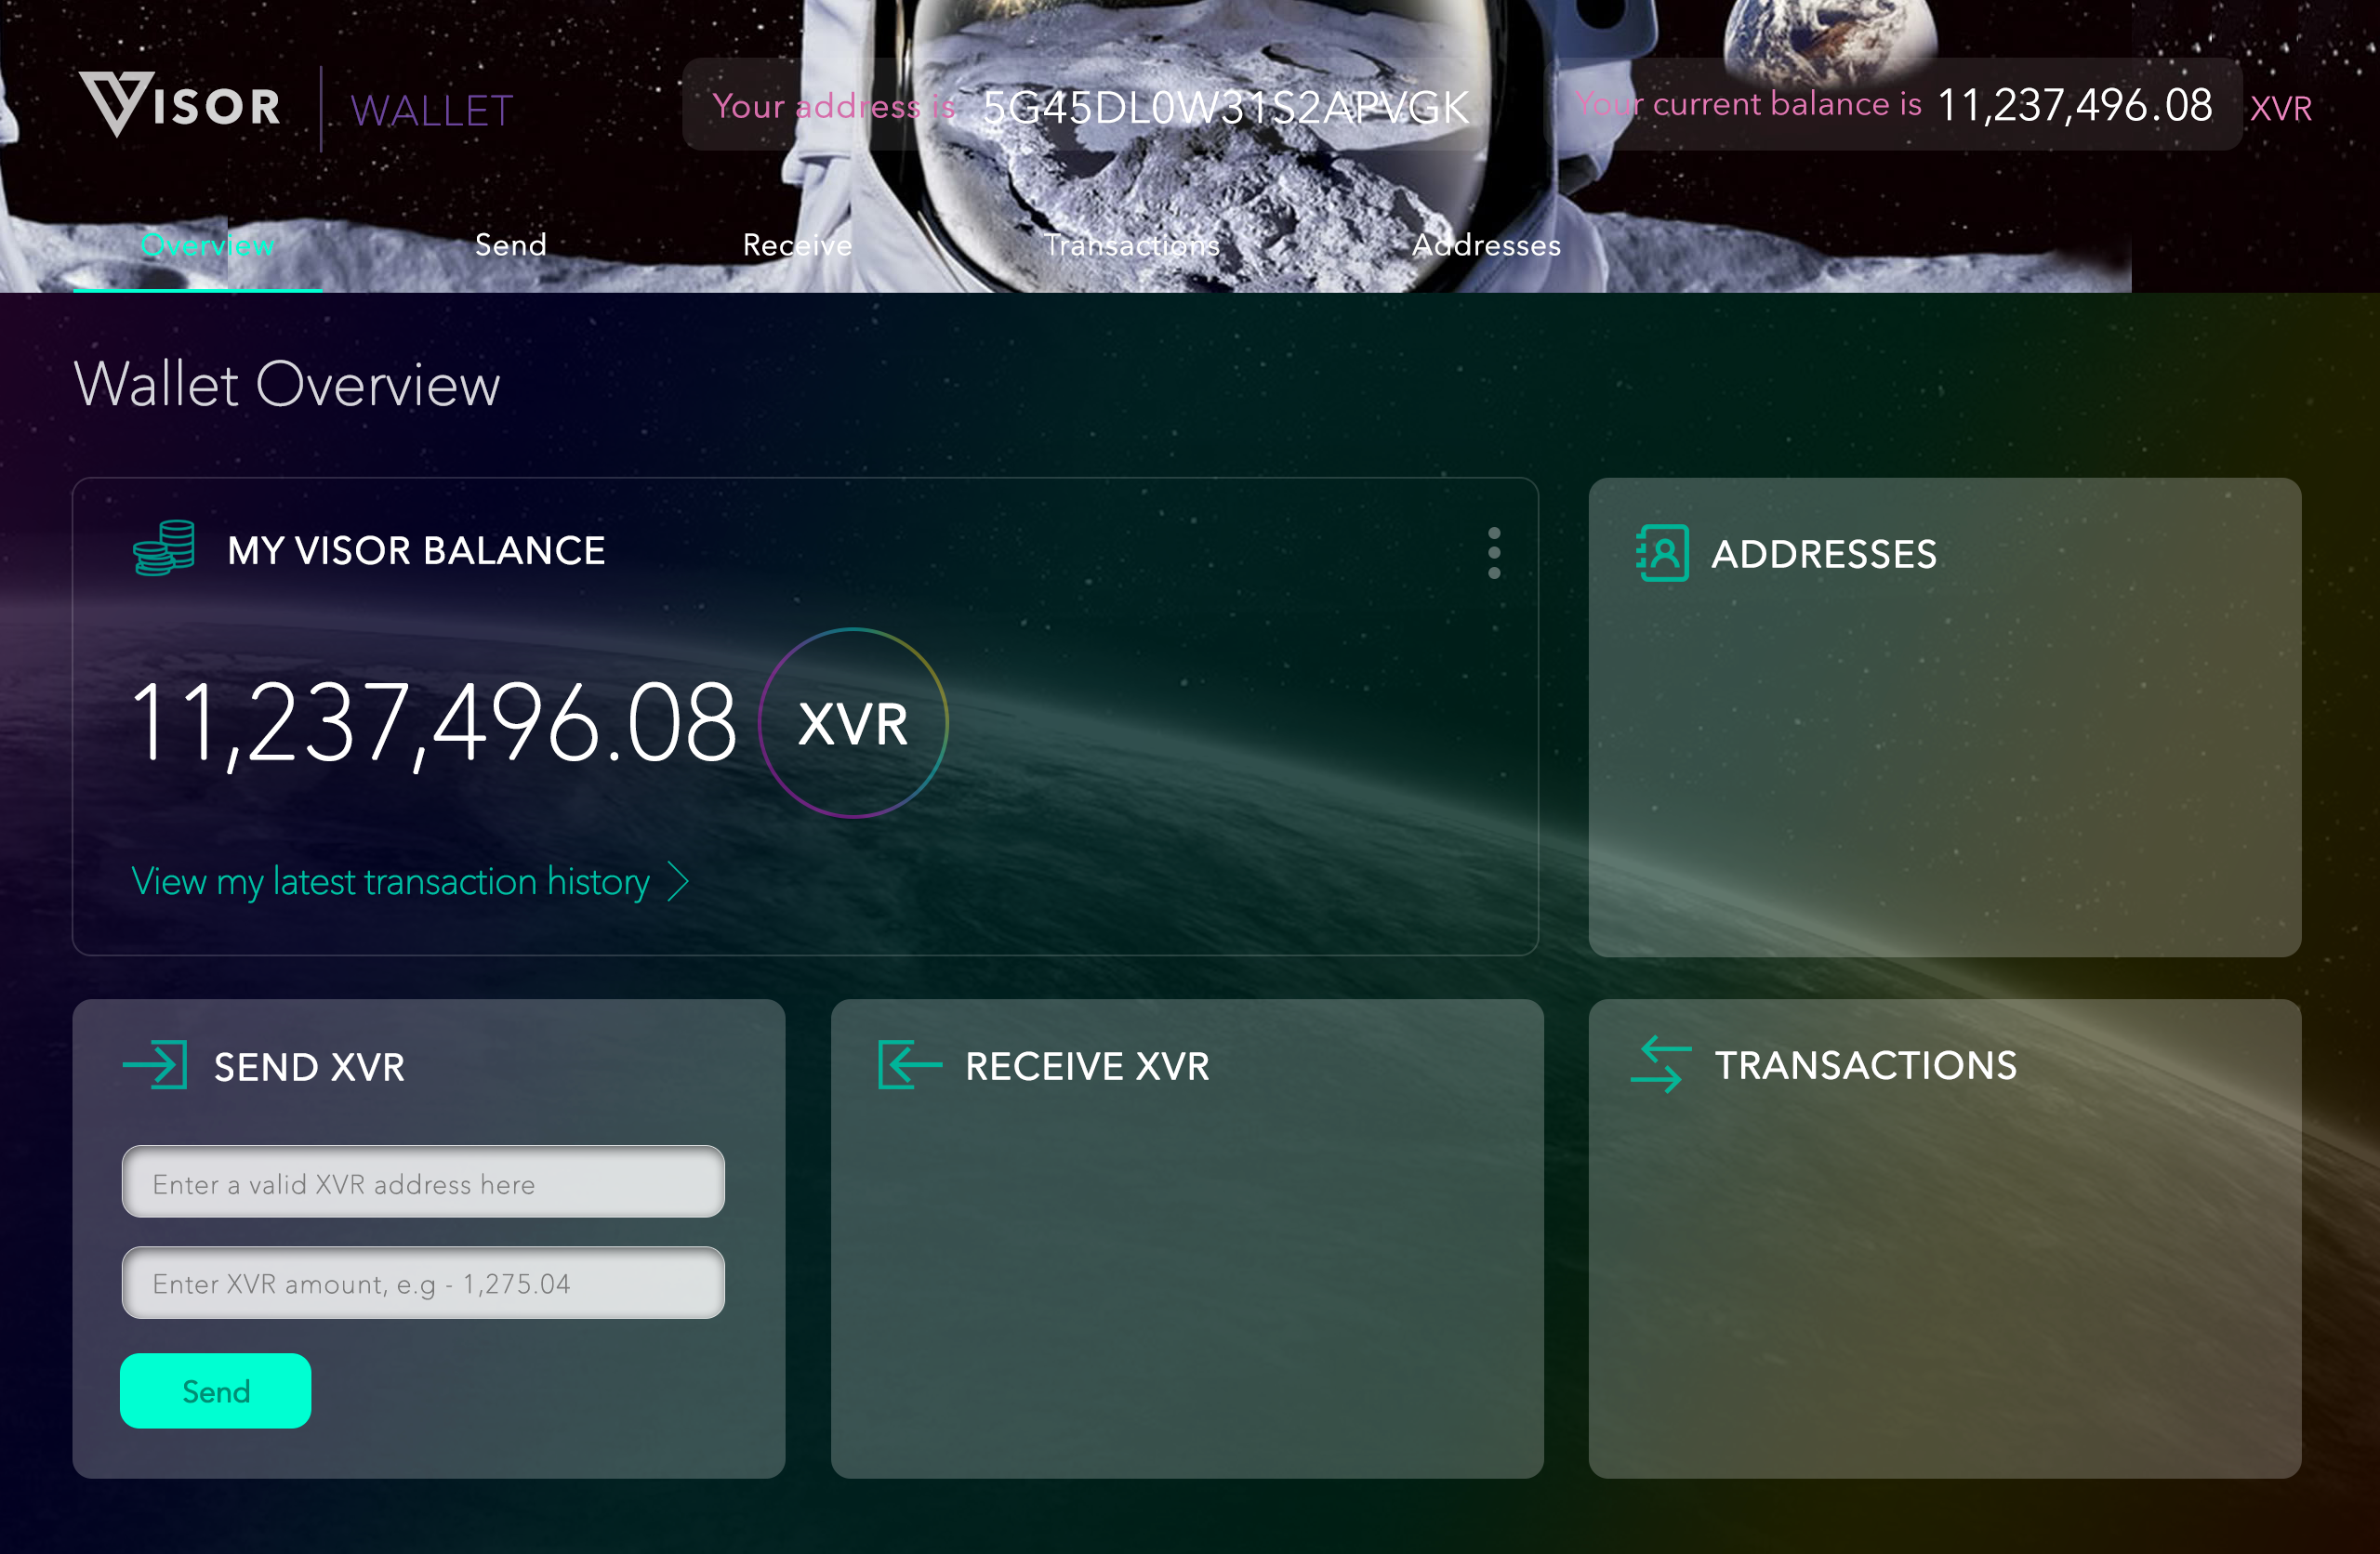 VISOR WALLET
Your address is 5G45DL0W31S2APVGK
Your current balance is 11,237,496.08 XVR
Overview Send Receive Transactions Addresses
Wallet Overview
MY VISOR BALANCE
11,237,496.08 XVR
View my latest transaction history
ADDRESSES
SEND XVR
Enter a valid XVR address here
Enter XVR amount, e.g - 1,275.04
Send
RECEIVE XVR
TRANSACTIONS